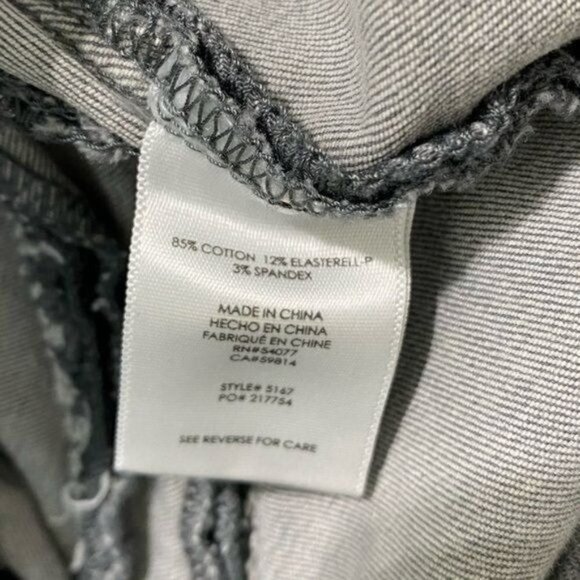 85% COTTON 12% ELASTERELL-P
3% SPANDEX
MADE IN CHINA
HECHO EN CHINA
FABRIQUÉ EN CHINE
RN#54077
CA#59814
STYLE# 5167
PO# 217754
SEE REVERSE FOR CARE